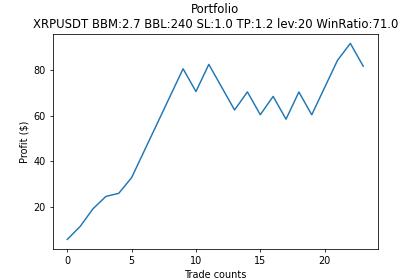 Portfolio
XRPUSDT BBM:2.7 BBL:240 SL:1.0 TP:1.2 lev:20 WinRatio:71.0
80
60
40
20
Profit ($)
0 5 10 15 20
Trade counts